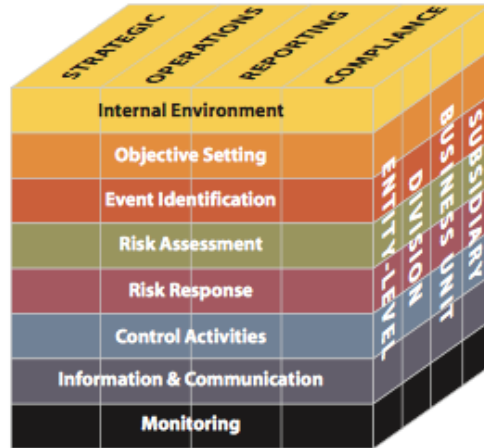 STRATEGIC
OPERATIONS
REPORTING
COMPLIANCE
Internal Environment
Objective Setting
Event Identification
Risk Assessment
Risk Response
Control Activities
Information & Communication
Monitoring
ENTITY-LEVEL
DIVISION
BUSINESS UNIT
SUBSIDIARY